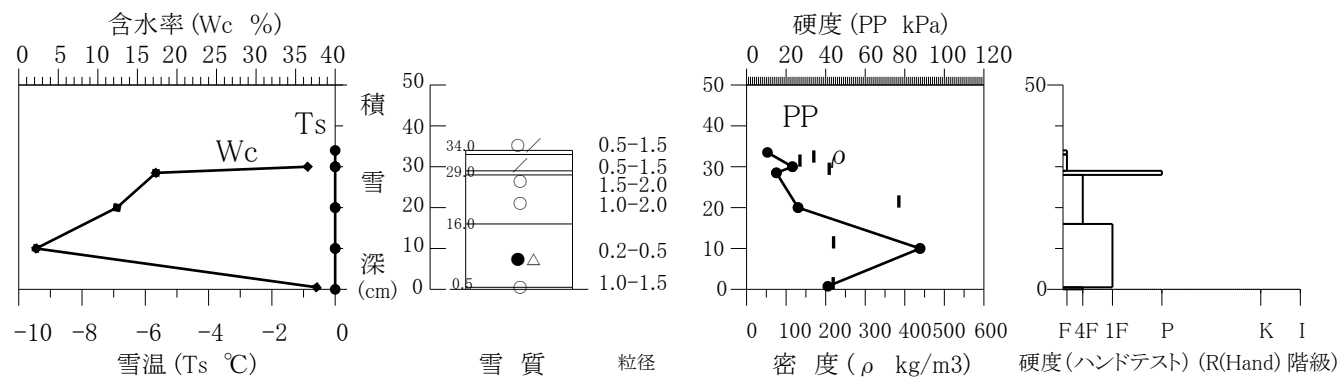 含水率 (Wc %)
0 5 10 15 20 25 30 35 40
Ts
Wc
-10 -8 -6 -4 -2 0
雪温 (Ts ℃)
積雪深
(cm)
50
40
30
20
10
0
34.0
29.0
16.0
0.5
雪 質
0.5-1.5
0.5-1.5
1.5-2.0
1.0-2.0
0.2-0.5
1.0-1.5
粒径
硬度 (PP kPa)
0 20 40 60 80 100 120
50
40
30
20
10
0
PP
ρ
0 100 200 300 400 500 600
密 度 (ρ kg/m3)
50
0
F 4F 1F P K I
硬度 (ハンドテスト) (R(Hand) 階級)